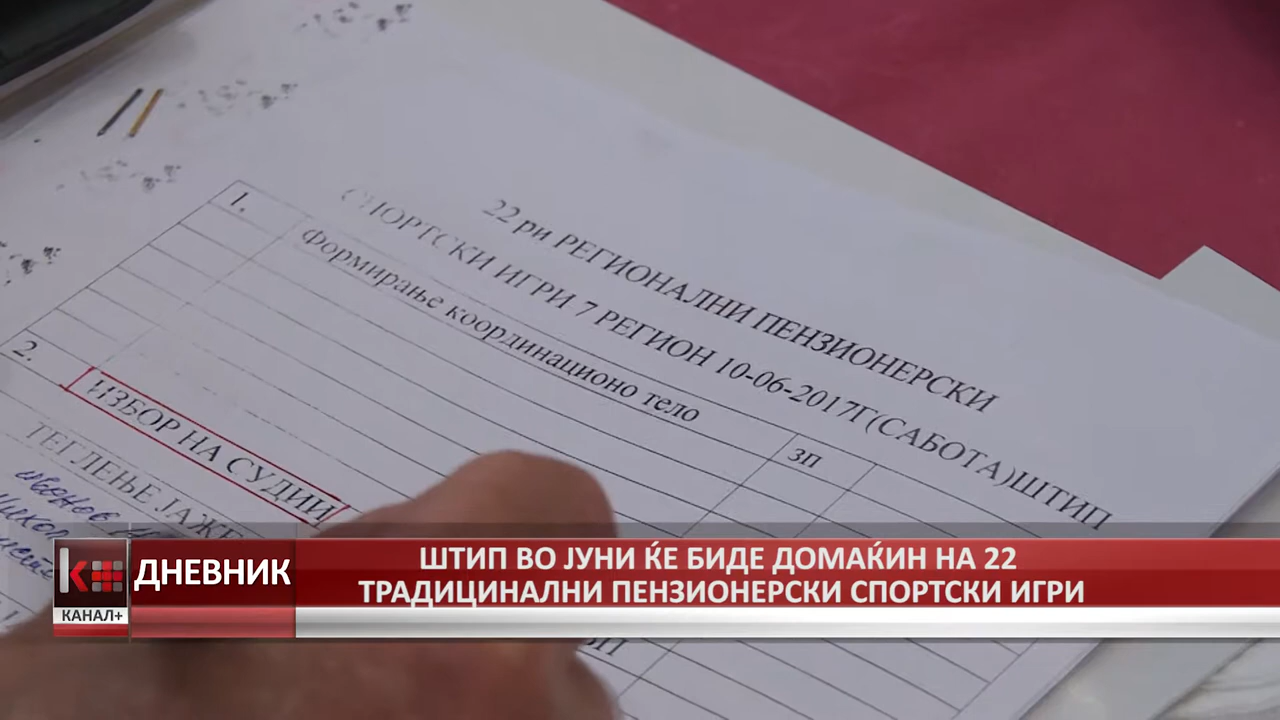 22 ри РЕГИОНАЛНИ ПЕНЗИОНЕРСКИ
СПОРТСКИ ИГРИ 7 РЕГИОН 10-06-2017Г(САБОТА)ШТИП
1.
Формирање координационо тело
ЗП
2.
ИЗБОР НА СУДИИ
ТЕГЛЕЊЕ ЈАЖЕ
ДНЕВНИК
КАНАЛ+
ШТИП ВО ЈУНИ ЌЕ БИДЕ ДОМАЌИН НА 22
ТРАДИЦИНАЛНИ ПЕНЗИОНЕРСКИ СПОРТСКИ ИГРИ